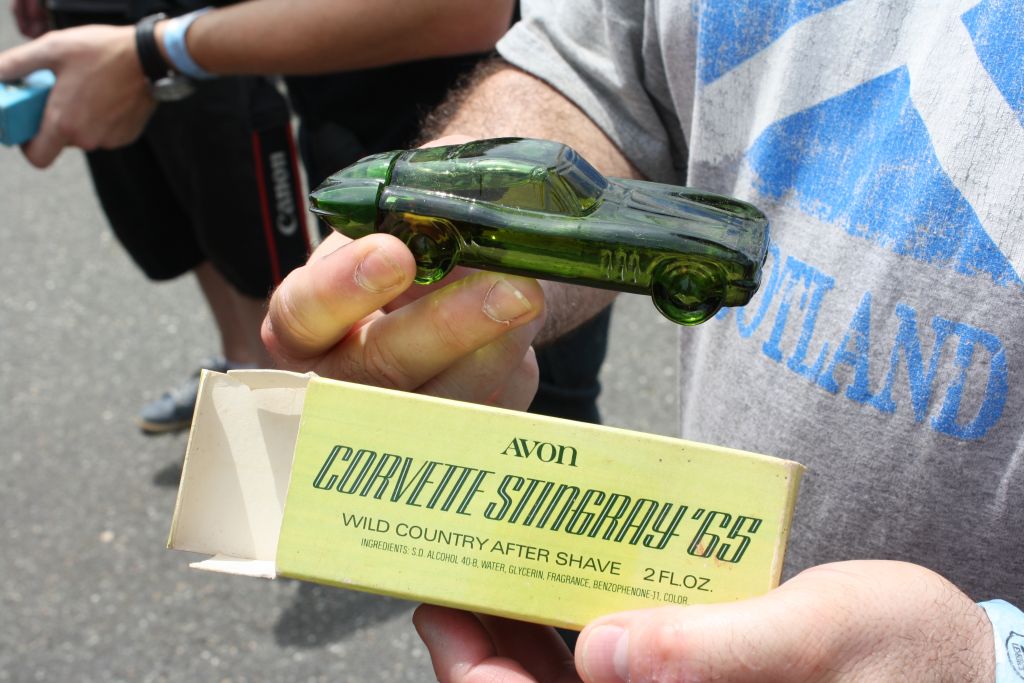 Canon
SCOTLAND
AVON
CORVETTE STINGRAY '65
WILD COUNTRY AFTER SHAVE 2 FL. OZ.
INGREDIENTS: S.D. ALCOHOL 40-B, WATER, GLYCERIN, FRAGRANCE, BENZOPHENONE-11, COLOR.